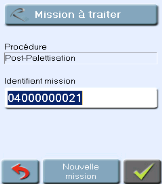 Mission à traiter
Procédure
Post-Palettisation
Identifiant mission
04000000021
Nouvelle
mission